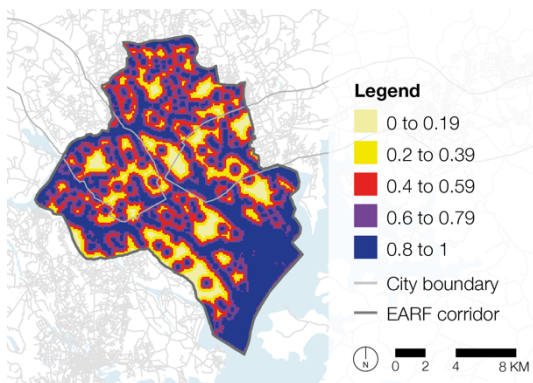 Legend
0 to 0.19
0.2 to 0.39
0.4 to 0.59
0.6 to 0.79
0.8 to 1
City boundary
EARF corridor
N
0 2 4 8 KM